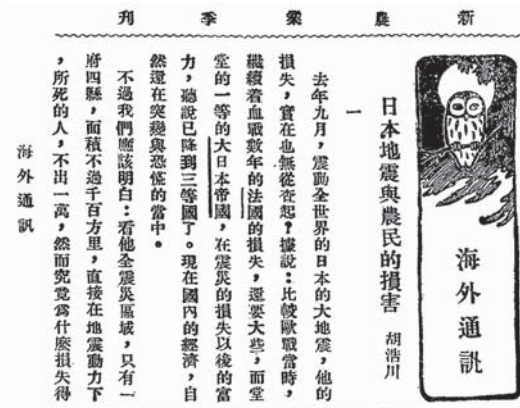 新農業季刊
海外通訊
日本地震與農民的損害
胡浩川
一
去年九月，震動全世界的日本的大地震，他的
損失，實在也無從査起？據說：比較歐戰當時，
繼續着血戰數年的法國的損失，還要大些，而堂
堂的一等的大日本帝國，在震災的損失以後的富
力，聽說已降到三等國了。現在國內的經濟，自
然還在突變與恐慌的當中。
不過我們應該明白：看他全震災區域，只有一
府四縣，面積不過千百方里，直接在地震動力下
，所死的人，不出一萬，然而究竟爲什麽損失得
海外通訊